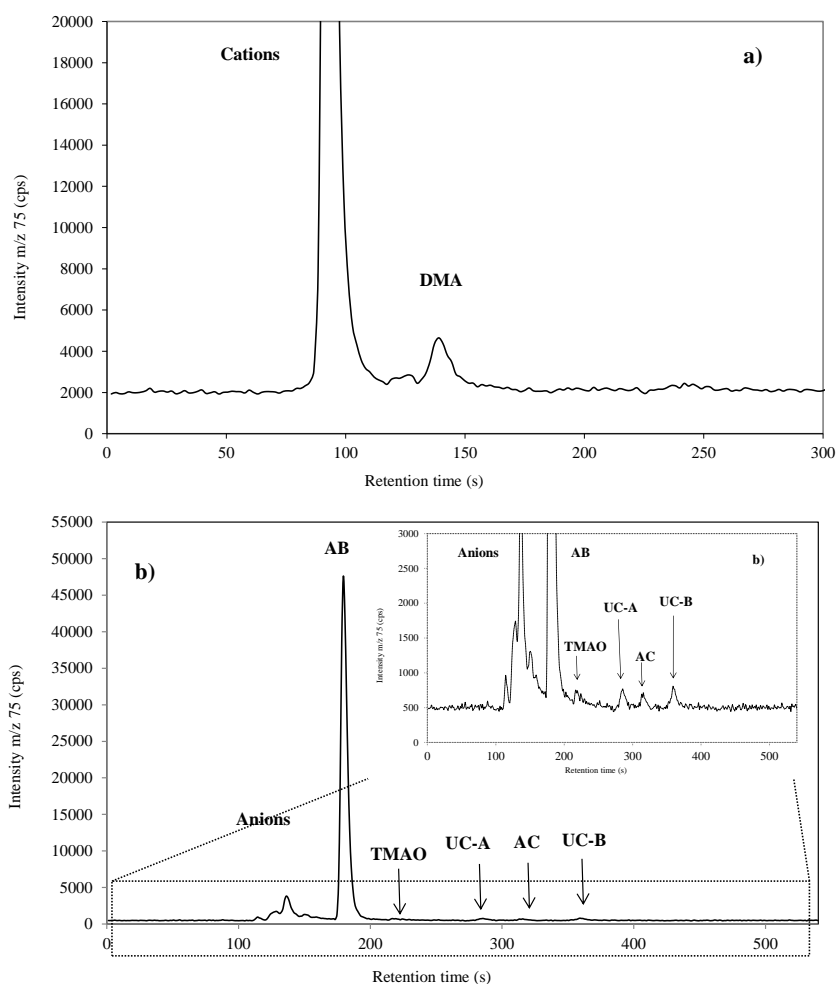 20000
18000
16000
14000
12000
10000
8000
6000
4000
2000
0
Intensity m/z 75 (cps)
Cations
a)
DMA
0 50 100 150 200 250 300
Retention time (s)
55000
50000
45000
40000
35000
30000
25000
20000
15000
10000
5000
0
Intensity m/z 75 (cps)
b)
AB
Anions
TMAO
UC-A
AC
UC-B
0 100 200 300 400 500
Retention time (s)
3000
2500
2000
1500
1000
500
0
Intensity m/z 75 (cps)
Anions
AB
b)
TMAO
UC-A
AC
UC-B
0 100 200 300 400 500
Retention time (s)